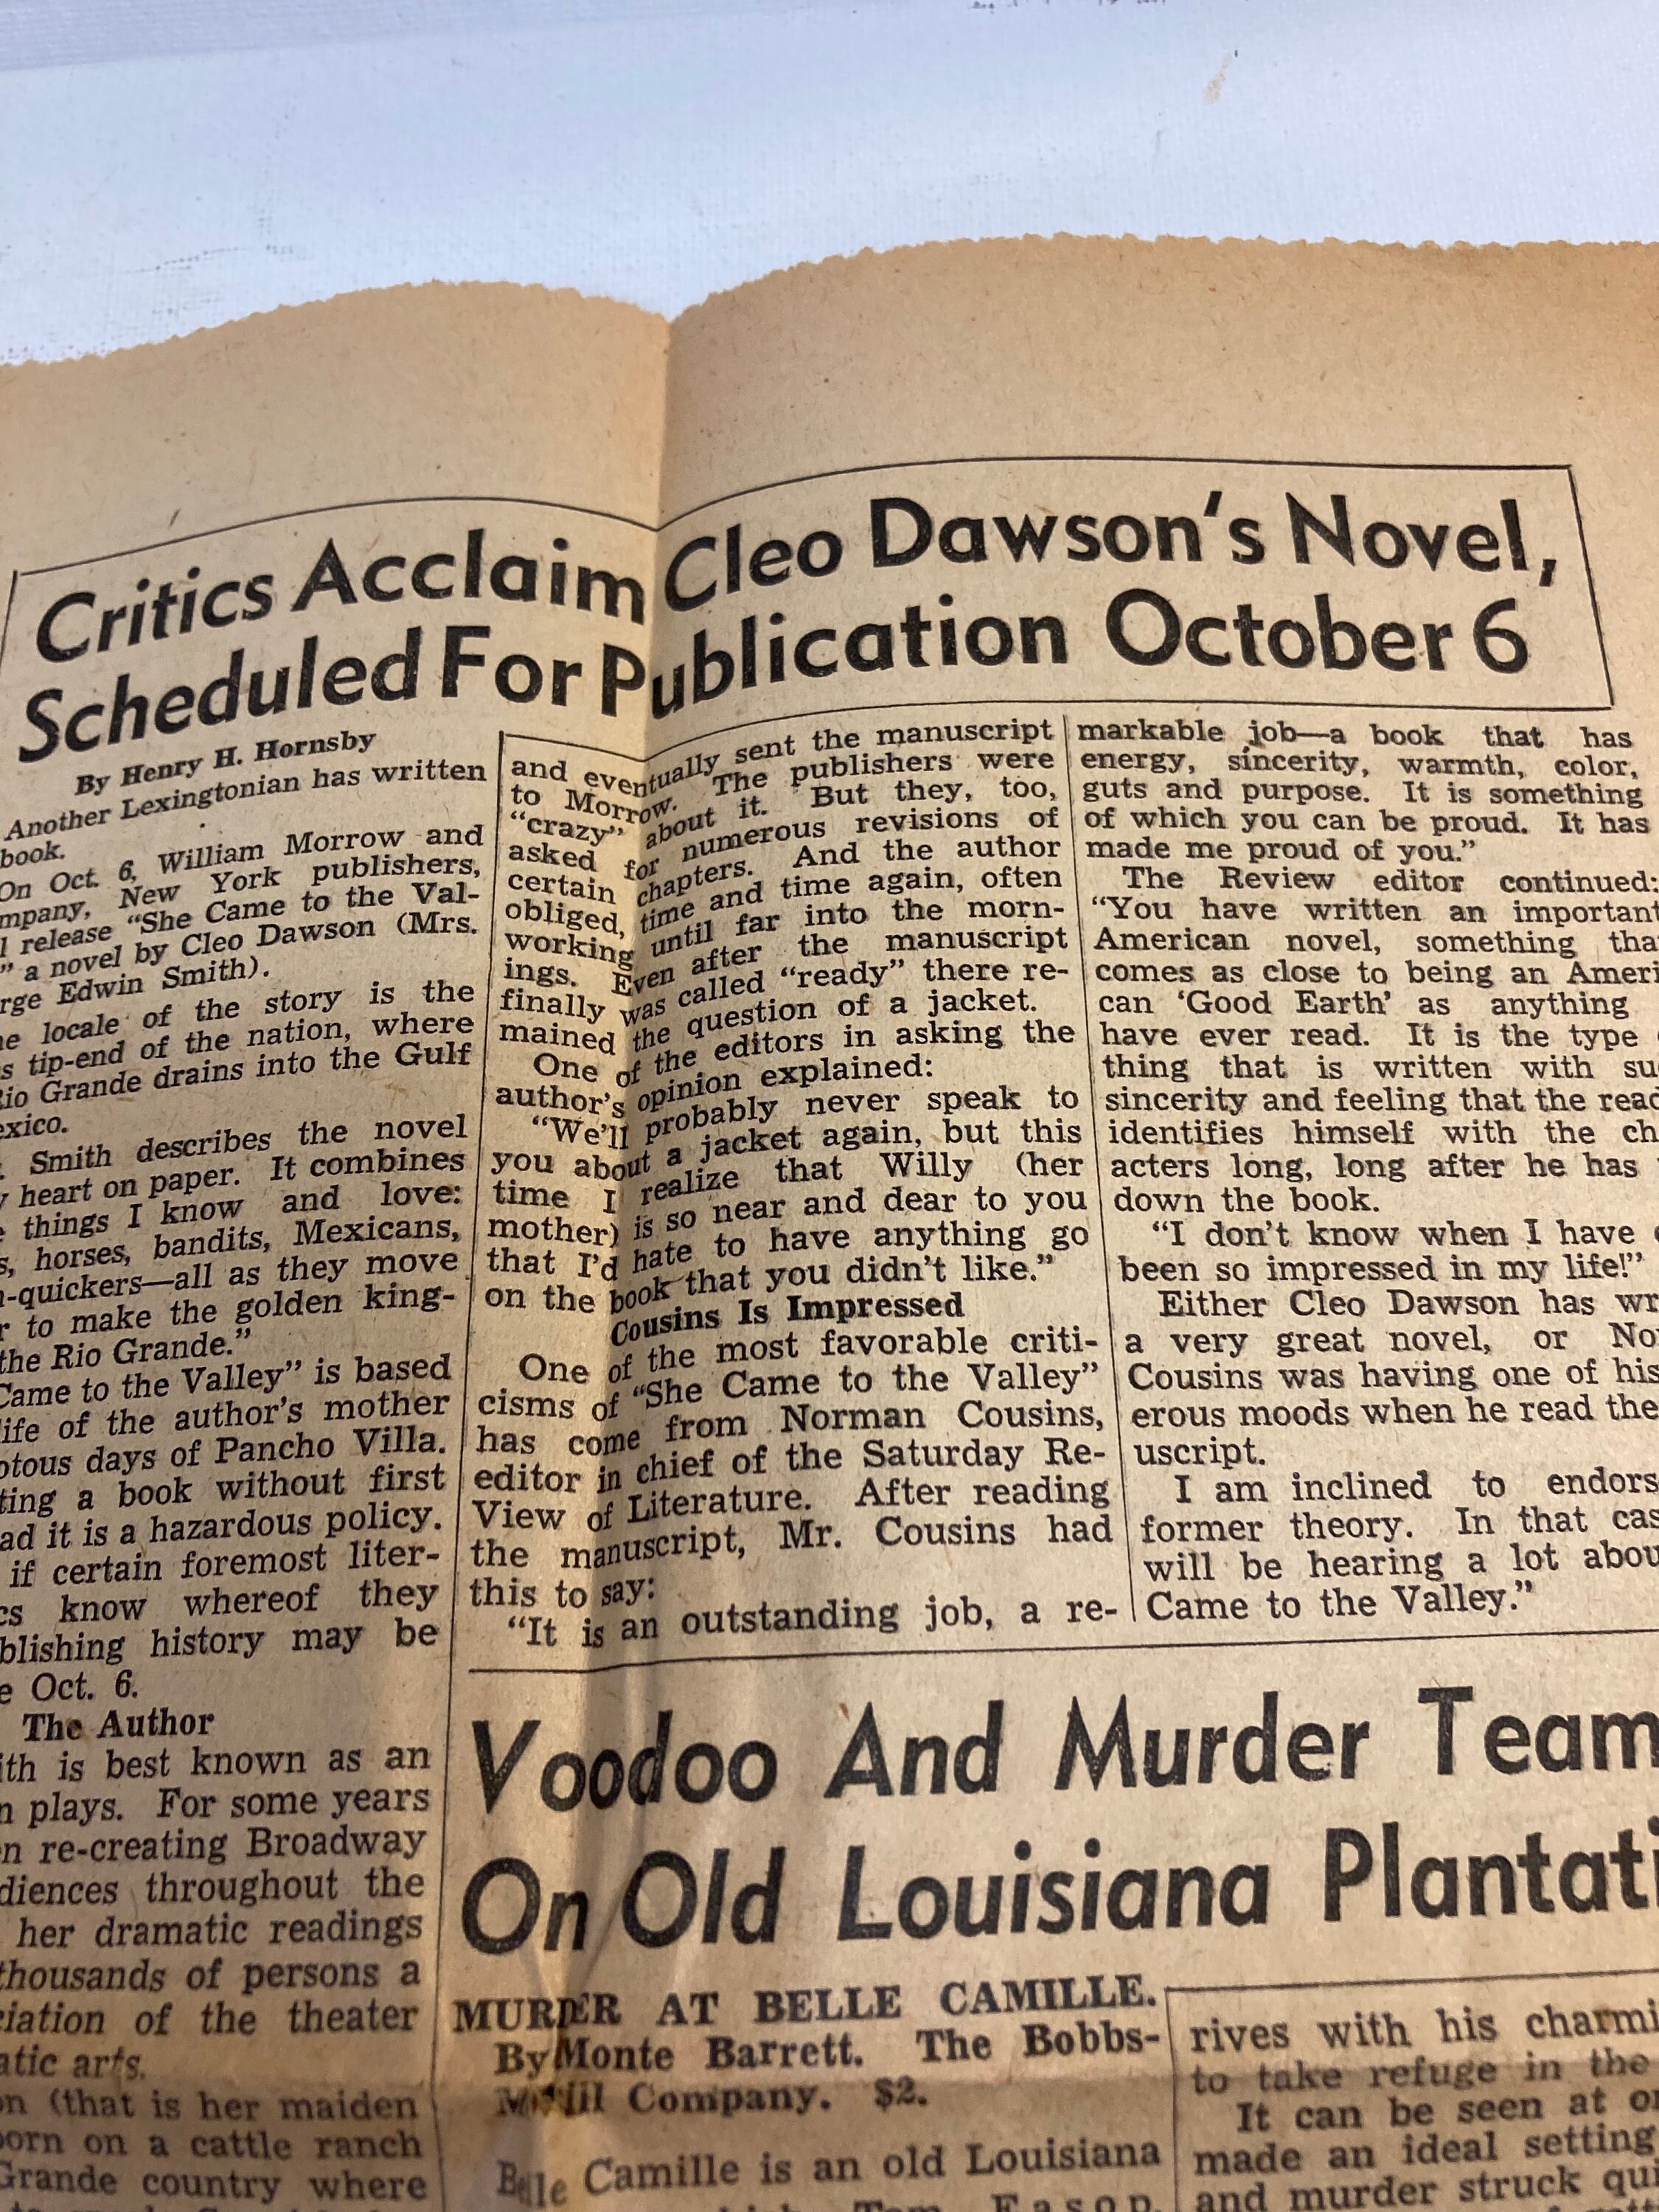 Critics Acclaim Cleo Dawson's Novel,
Scheduled For Publication October 6
By Henry H. Hornsby
Another Lexingtonian has written
book.
On Oct. 6, William Morrow and
mpany, New York publishers,
l release "She Came to the Val-
" a novel by Cleo Dawson (Mrs.
rge Edwin Smith).
ne locale of the story is the
s tip-end of the nation, where
Rio Grande drains into the Gulf
exico.
. Smith describes the novel
y heart on paper. It combines
e things I know and love:
s, horses, bandits, Mexicans,
n-quickers—all as they move
r to make the golden king-
the Rio Grande."
Came to the Valley" is based
life of the author's mother
otous days of Pancho Villa.
ting a book without first
ad it is a hazardous policy.
if certain foremost liter-
cs know whereof they
blishing history may be
e Oct. 6.
The Author
ith is best known as an
n plays. For some years
n re-creating Broadway
diences throughout the
her dramatic readings
thousands of persons a
ciation of the theater
atic arts.
on (that is her maiden
born on a cattle ranch
Grande country where
and eventually sent the manuscript
to Morrow. The publishers were
"crazy" about it. But they, too,
asked for numerous revisions of
certain chapters. And the author
obliged, time and time again, often
working until far into the morn-
ings. Even after the manuscript
finally was called "ready" there re-
mained the question of a jacket.
One of the editors in asking the
author's opinion explained:
"We'll probably never speak to
you about a jacket again, but this
time I realize that Willy (her
mother) is so near and dear to you
that I'd hate to have anything go
on the book that you didn't like."
Cousins Is Impressed
One of the most favorable criti-
cisms of "She Came to the Valley"
has come from Norman Cousins,
editor in chief of the Saturday Re-
View of Literature. After reading
the manuscript, Mr. Cousins had
this to say:
"It is an outstanding job, a re-
markable job—a book that has
energy, sincerity, warmth, color,
guts and purpose. It is something
of which you can be proud. It has
made me proud of you."
The Review editor continued:
"You have written an important
American novel, something tha
comes as close to being an Ameri
can 'Good Earth' as anything
have ever read. It is the type
thing that is written with su
sincerity and feeling that the read
identifies himself with the ch
acters long, long after he has
down the book.
"I don't know when I have
been so impressed in my life!"
Either Cleo Dawson has wr
a very great novel, or No
Cousins was having one of his
erous moods when he read the
uscript.
I am inclined to endors
former theory. In that cas
will be hearing a lot abou
Came to the Valley."
Voodoo And Murder Team
On Old Louisiana Plantati
MURDER AT BELLE CAMILLE.
By Monte Barrett. The Bobbs-
Company. $2.
Belle Camille is an old Louisiana
Tom Eason,
rives with his charmi
to take refuge in the
It can be seen at o
made an ideal setting
and murder struck qui